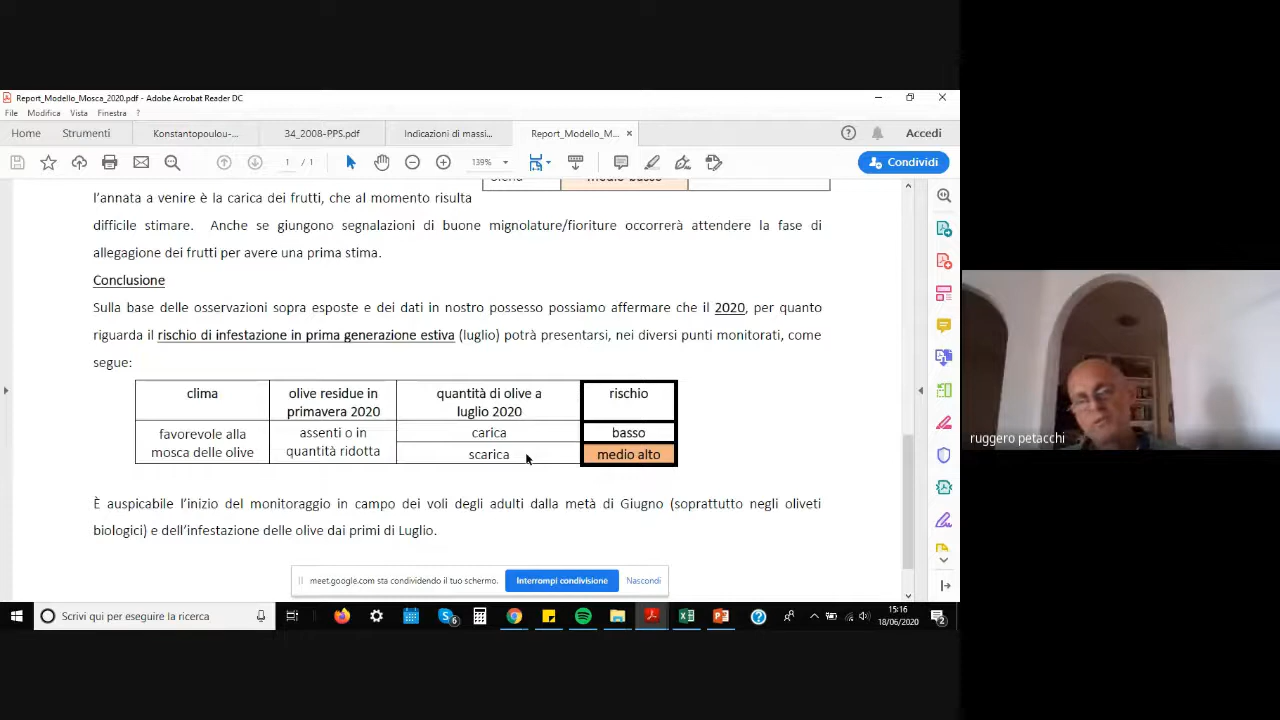 Report_Modello_Mosca_2020.pdf - Adobe Acrobat Reader DC
File Modifica Vista Finestra ?
Home Strumenti Konstantopoulou-... 34_2008-PPS.pdf Indicazioni di massi... Report_Modello_M... × Accedi
1 / 1 139% Condividi
l'annata a venire è la carica dei frutti, che al momento risulta
difficile stimare. Anche se giungono segnalazioni di buone mignolature/fioriture occorrerà attendere la fase di
allegagione dei frutti per avere una prima stima.
Conclusione
Sulla base delle osservazioni sopra esposte e dei dati in nostro possesso possiamo affermare che il 2020, per quanto
riguarda il rischio di infestazione in prima generazione estiva (luglio) potrà presentarsi, nei diversi punti monitorati, come
segue:
clima
olive residue in
primavera 2020
quantità di olive a
luglio 2020
rischio
favorevole alla
mosca delle olive
assenti o in
quantità ridotta
carica
basso
scarica
medio alto
È auspicabile l'inizio del monitoraggio in campo dei voli degli adulti dalla metà di Giugno (soprattutto negli oliveti
biologici) e dell'infestazione delle olive dai primi di Luglio.
meet.google.com sta condividendo il tuo schermo. Interrompi condivisione Nascondi
Scrivi qui per eseguire la ricerca
6
15:16
18/06/2020
2
ruggero petacchi